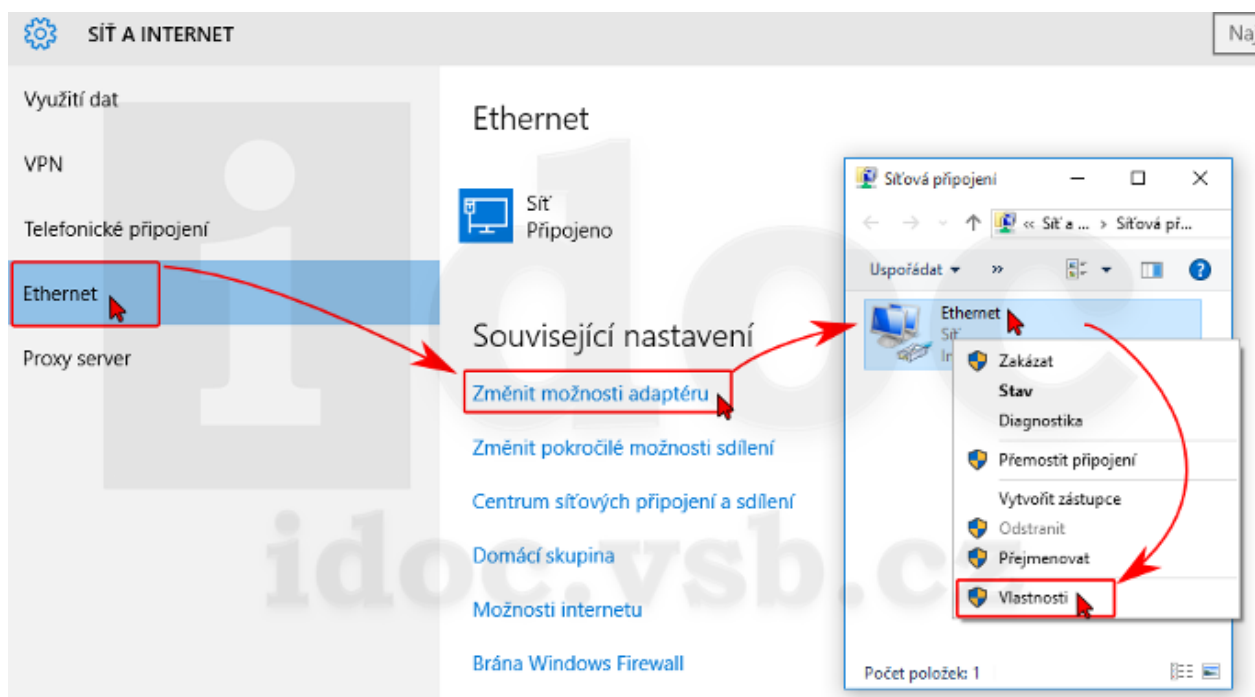 SÍŤ A INTERNET
Využití dat
VPN
Telefonické připojení
Ethernet
Proxy server
Ethernet
Síť
Připojeno
Související nastavení
Změnit možnosti adaptéru
Změnit pokročilé možnosti sdílení
Centrum síťových připojení a sdílení
Domácí skupina
Možnosti internetu
Brána Windows Firewall
Síťová připojení
« Síť a ... › Síťová př...
Uspořádat »
Ethernet
Síť
Zakázat
Stav
Diagnostika
Přemostit připojení
Vytvořit zástupce
Odstranit
Přejmenovat
Vlastnosti
Počet položek: 1
idoc
idoc.vsb.c